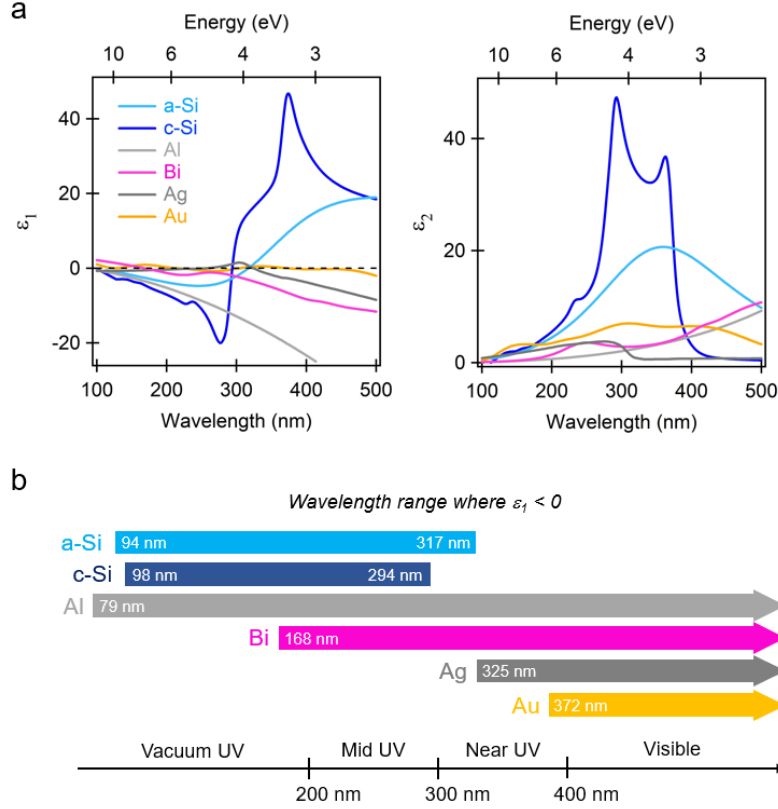 a
Energy (eV)
10 6 4 3
a-Si
c-Si
Al
Bi
Ag
Au
ε1
40
20
0
-20
100 200 300 400 500
Wavelength (nm)
Energy (eV)
10 6 4 3
ε2
40
20
0
100 200 300 400 500
Wavelength (nm)
b
Wavelength range where ε1 < 0
a-Si 94 nm 317 nm
c-Si 98 nm 294 nm
Al 79 nm
Bi 168 nm
Ag 325 nm
Au 372 nm
Vacuum UV Mid UV Near UV Visible
200 nm 300 nm 400 nm